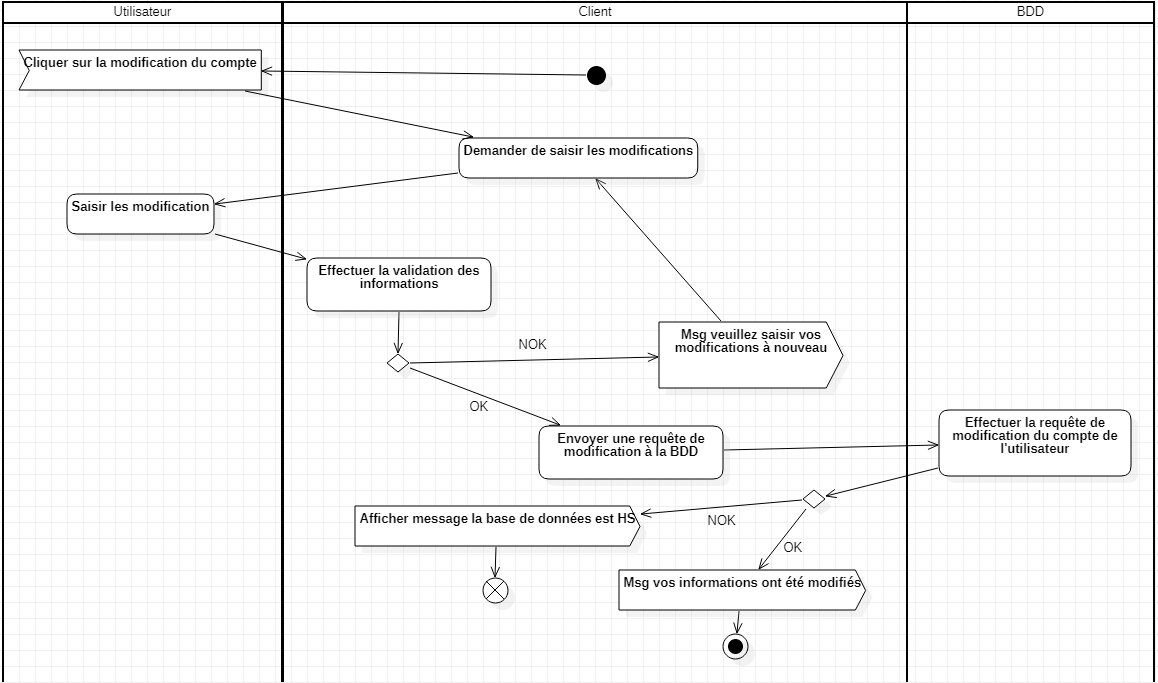 Utilisateur
Client
BDD
Cliquer sur la modification du compte
Demander de saisir les modifications
Saisir les modification
Effectuer la validation des
informations
NOK
Msg veuillez saisir vos
modifications à nouveau
OK
Envoyer une requête de
modification à la BDD
Effectuer la requête de
modification du compte de
l'utilisateur
NOK
Afficher message la base de données est HS
OK
Msg vos informations ont été modifiés